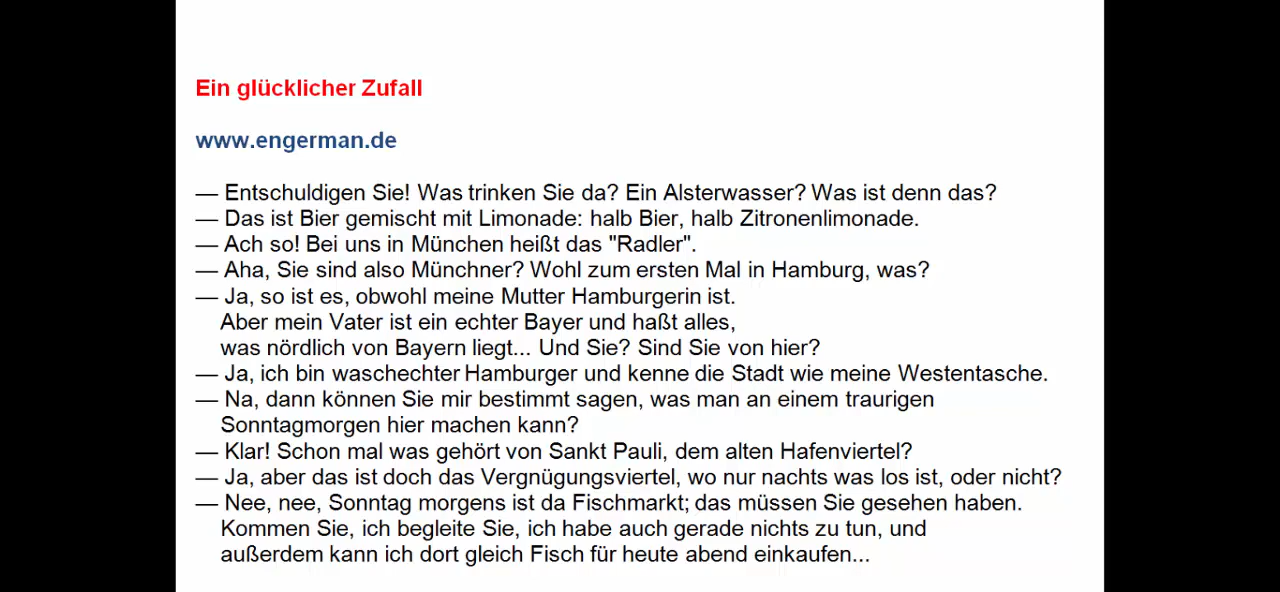 Ein glücklicher Zufall
www.engerman.de
— Entschuldigen Sie! Was trinken Sie da? Ein Alsterwasser? Was ist denn das?
— Das ist Bier gemischt mit Limonade: halb Bier, halb Zitronenlimonade.
— Ach so! Bei uns in München heißt das "Radler".
— Aha, Sie sind also Münchner? Wohl zum ersten Mal in Hamburg, was?
— Ja, so ist es, obwohl meine Mutter Hamburgerin ist.
Aber mein Vater ist ein echter Bayer und haßt alles,
was nördlich von Bayern liegt... Und Sie? Sind Sie von hier?
— Ja, ich bin waschechter Hamburger und kenne die Stadt wie meine Westentasche.
— Na, dann können Sie mir bestimmt sagen, was man an einem traurigen
Sonntagmorgen hier machen kann?
— Klar! Schon mal was gehört von Sankt Pauli, dem alten Hafenviertel?
— Ja, aber das ist doch das Vergnügungsviertel, wo nur nachts was los ist, oder nicht?
— Nee, nee, Sonntag morgens ist da Fischmarkt; das müssen Sie gesehen haben.
Kommen Sie, ich begleite Sie, ich habe auch gerade nichts zu tun, und
außerdem kann ich dort gleich Fisch für heute abend einkaufen...